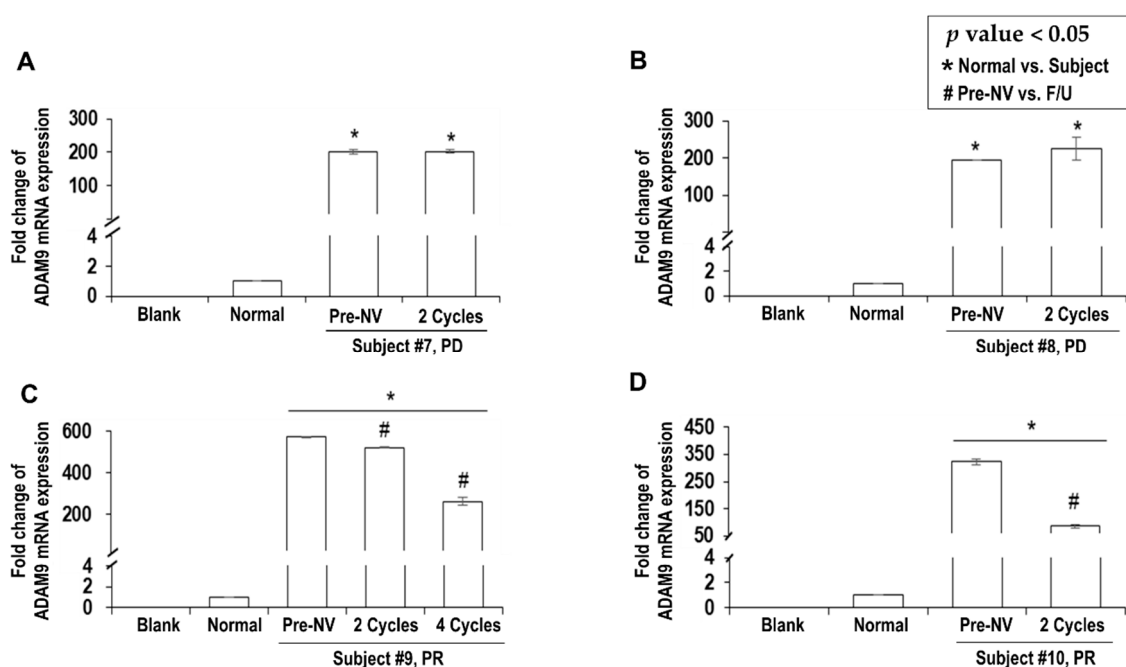 p value < 0.05
* Normal vs. Subject
# Pre-NV vs. F/U
A
Fold change of
ADAM9 mRNA expression
300
200
100
4
2
0
* *
Blank Normal Pre-NV 2 Cycles
Subject #7, PD
B
Fold change of
ADAM9 mRNA expression
300
200
100
4
2
0
* *
Blank Normal Pre-NV 2 Cycles
Subject #8, PD
C
Fold change of
ADAM9 mRNA expression
600
400
200
4
2
0
*
# #
Blank Normal Pre-NV 2 Cycles 4 Cycles
Subject #9, PR
D
Fold change of
ADAM9 mRNA expression
450
350
250
150
50
4
2
0
*
#
Blank Normal Pre-NV 2 Cycles
Subject #10, PR